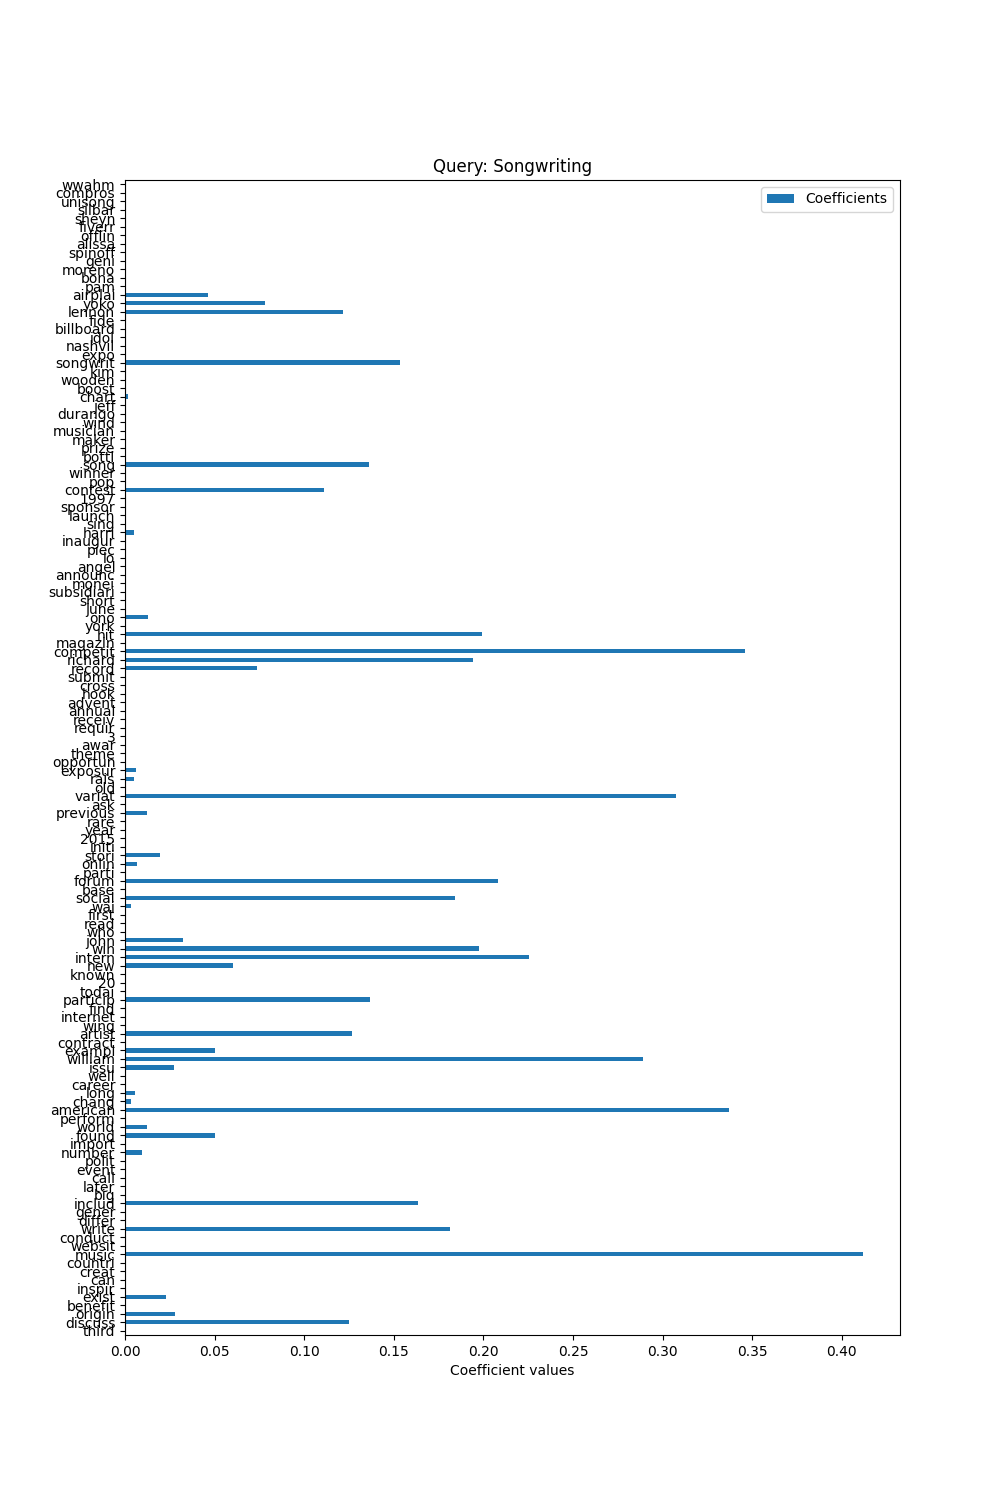 Query: Songwriting
Coefficients
wwahm
compros
unisong
silbar
shevn
fiverr
offlin
alissa
spinoff
geni
moreno
bona
pam
airplai
yoko
lennon
fide
billboard
idol
nashvil
expo
songwrit
kim
wooden
boost
chart
jeff
durango
wind
musician
maker
prize
bottl
song
winner
pop
contest
1997
sponsor
launch
sing
harri
inaugur
piec
lo
angel
announc
monei
subsidiari
short
june
ono
york
hit
magazin
competit
richard
record
submit
cross
hook
advent
annual
receiv
requir
3
awar
theme
opportun
exposur
rais
old
variat
ask
previous
rare
year
2015
initi
stori
onlin
parti
forum
base
social
wai
first
read
who
john
win
intern
new
known
20
todai
particip
find
internet
wing
artist
contract
exampl
william
issu
well
career
long
chang
american
perform
world
found
import
number
polit
event
call
later
big
includ
gener
differ
write
conduct
websit
music
countri
creat
can
inspir
exist
benefit
origin
discuss
third
0.00 0.05 0.10 0.15 0.20 0.25 0.30 0.35 0.40
Coefficient values